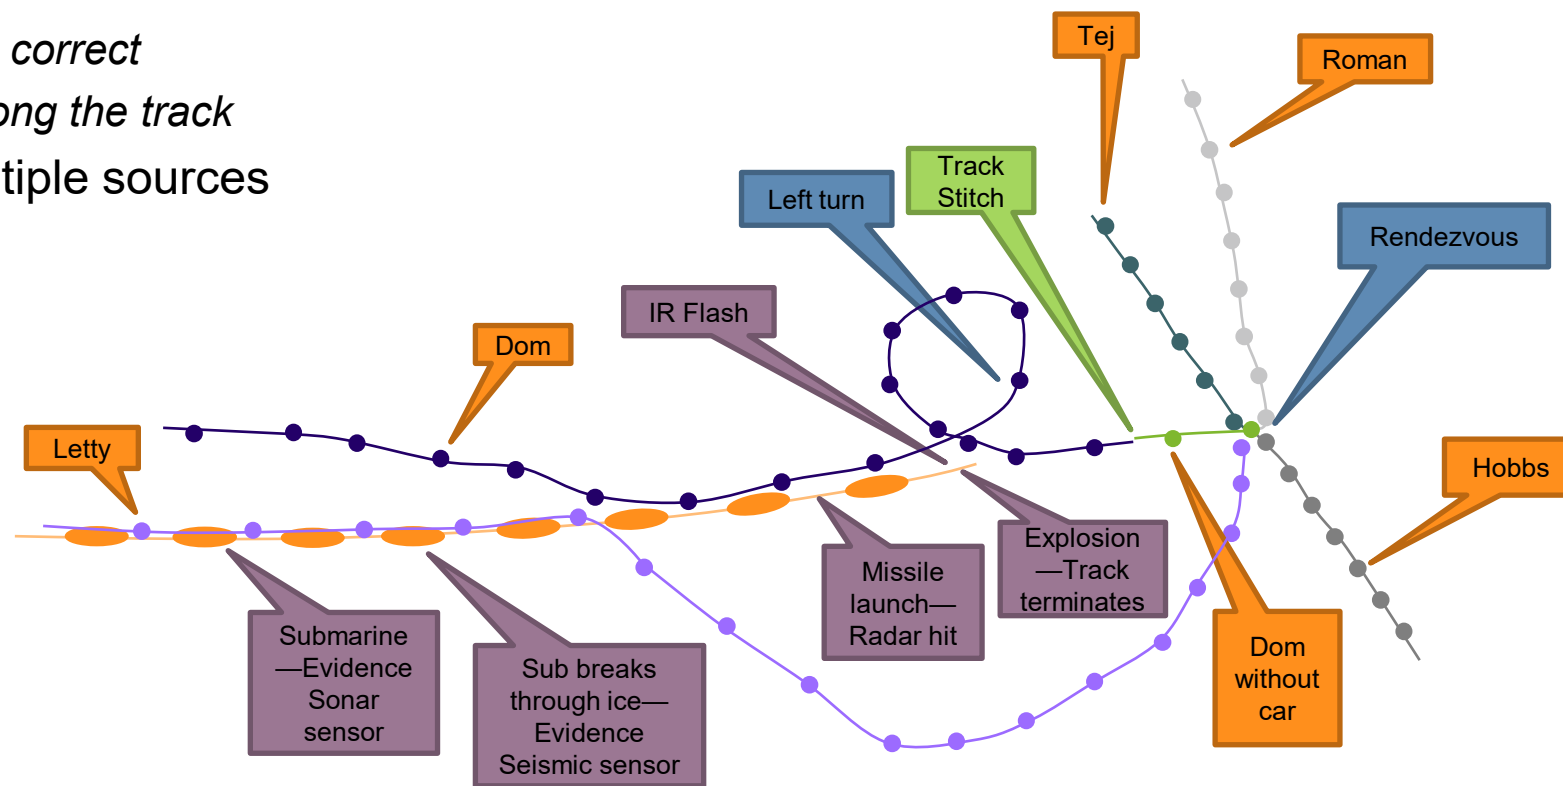 correct
ong the track
tiple sources
Tej
Roman
Track
Stitch
Left turn
Rendezvous
IR Flash
Dom
Letty
Hobbs
Explosion
—Track
terminates
Missile
launch—
Radar hit
Submarine
—Evidence
Sonar
sensor
Sub breaks
through ice—
Evidence
Seismic sensor
Dom
without
car